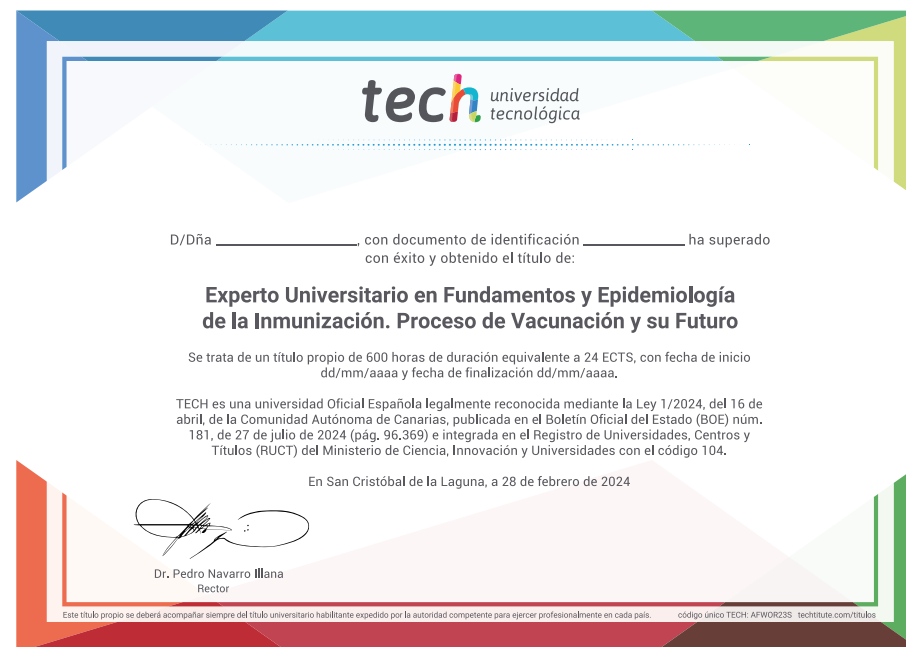 tech universidad
tecnológica
D/Dña ____________________, con documento de identificación ______________ ha superado
con éxito y obtenido el título de:
Experto Universitario en Fundamentos y Epidemiología
de la Inmunización. Proceso de Vacunación y su Futuro
Se trata de un título propio de 600 horas de duración equivalente a 24 ECTS, con fecha de inicio
dd/mm/aaaa y fecha de finalización dd/mm/aaaa.
TECH es una universidad Oficial Española legalmente reconocida mediante la Ley 1/2024, del 16 de
abril, de la Comunidad Autónoma de Canarias, publicada en el Boletín Oficial del Estado (BOE) núm.
181, de 27 de julio de 2024 (pág. 96.369) e integrada en el Registro de Universidades, Centros y
Títulos (RUCT) del Ministerio de Ciencia, Innovación y Universidades con el código 104.
En San Cristóbal de la Laguna, a 28 de febrero de 2024
Dr. Pedro Navarro Illana
Rector
Este título propio se deberá acompañar siempre del título universitario habilitante expedido por la autoridad competente para ejercer profesionalmente en cada país. código único TECH: AFWOR23S techtitute.com/titulos